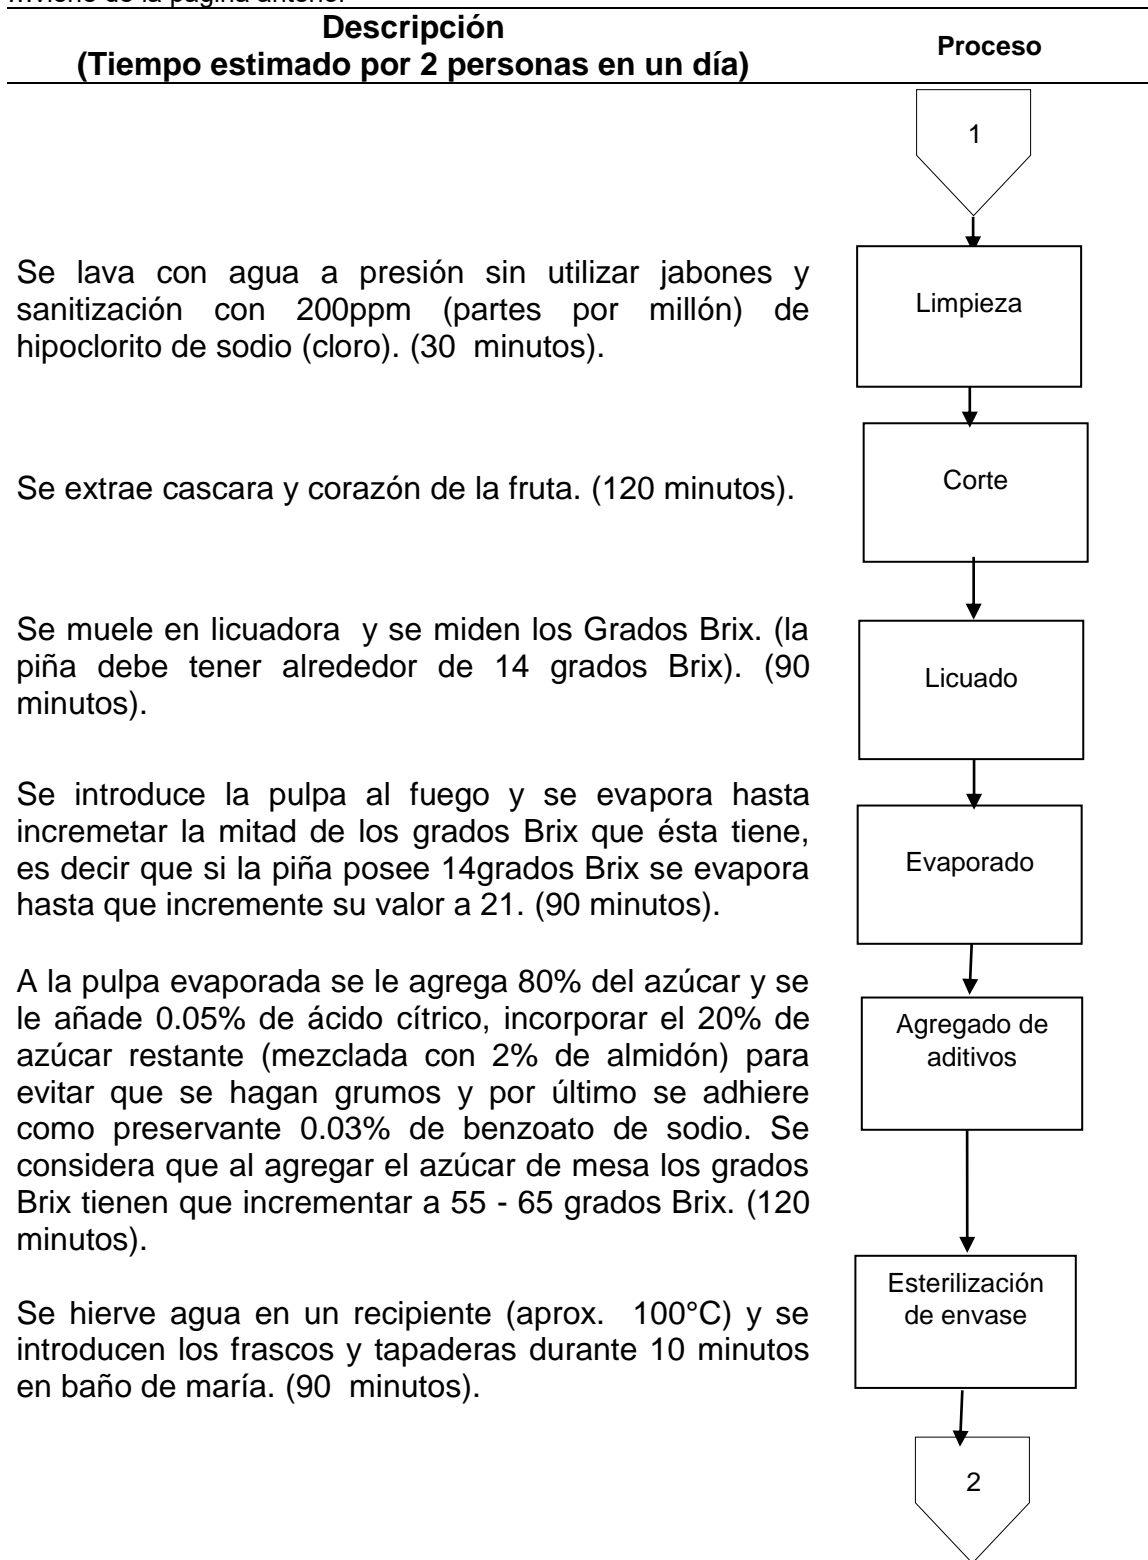 ...Viene de la página anterior
Descripción
(Tiempo estimado por 2 personas en un día)
Proceso
1
Se lava con agua a presión sin utilizar jabones y
sanitización con 200ppm (partes por millón) de
hipoclorito de sodio (cloro). (30 minutos).
Limpieza
Se extrae cascara y corazón de la fruta. (120 minutos).
Corte
Se muele en licuadora y se miden los Grados Brix. (la
piña debe tener alrededor de 14 grados Brix). (90
minutos).
Licuado
Se introduce la pulpa al fuego y se evapora hasta
incremetar la mitad de los grados Brix que ésta tiene,
es decir que si la piña posee 14grados Brix se evapora
hasta que incremente su valor a 21. (90 minutos).
Evaporado
A la pulpa evaporada se le agrega 80% del azúcar y se
le añade 0.05% de ácido cítrico, incorporar el 20% de
azúcar restante (mezclada con 2% de almidón) para
evitar que se hagan grumos y por último se adhiere
como preservante 0.03% de benzoato de sodio. Se
considera que al agregar el azúcar de mesa los grados
Brix tienen que incrementar a 55 - 65 grados Brix. (120
minutos).
Agregado de
aditivos
Se hierve agua en un recipiente (aprox. 100°C) y se
introducen los frascos y tapaderas durante 10 minutos
en baño de maría. (90 minutos).
Esterilización
de envase
2